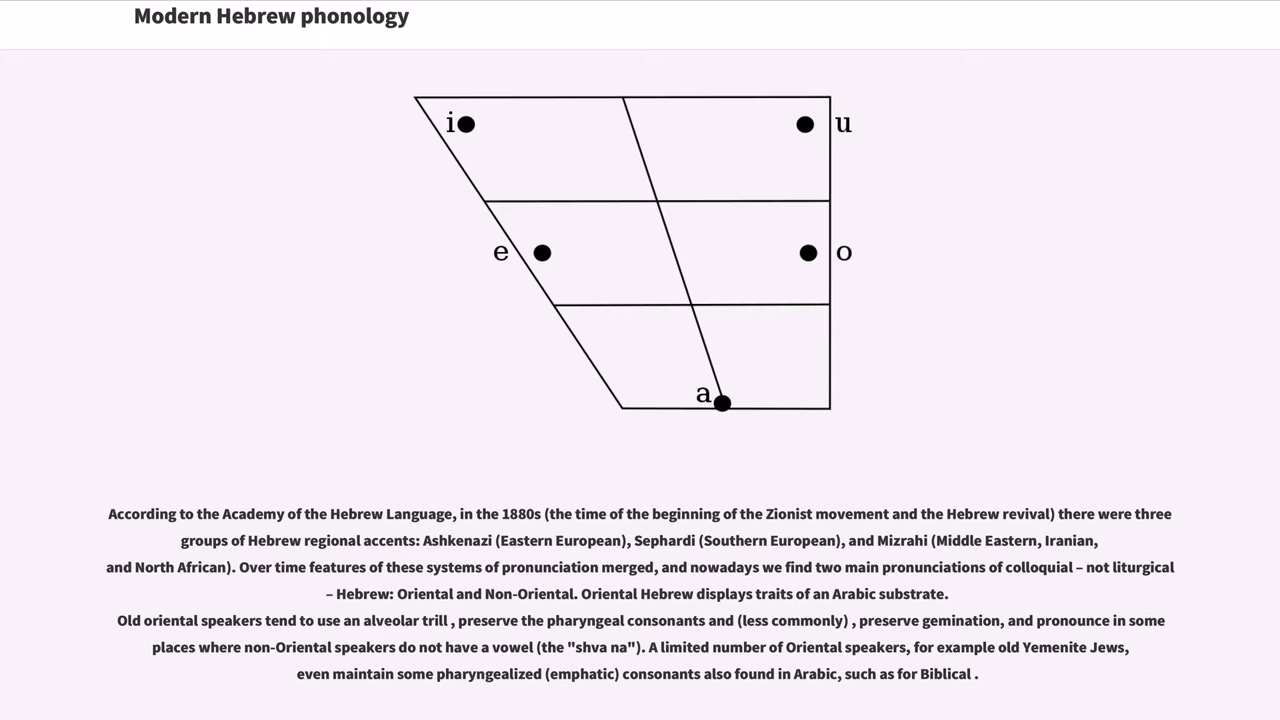 Modern Hebrew phonology
i
u
e
o
a
According to the Academy of the Hebrew Language, in the 1880s (the time of the beginning of the Zionist movement and the Hebrew revival) there were three
groups of Hebrew regional accents: Ashkenazi (Eastern European), Sephardi (Southern European), and Mizrahi (Middle Eastern, Iranian,
and North African). Over time features of these systems of pronunciation merged, and nowadays we find two main pronunciations of colloquial – not liturgical
– Hebrew: Oriental and Non-Oriental. Oriental Hebrew displays traits of an Arabic substrate.
Old oriental speakers tend to use an alveolar trill , preserve the pharyngeal consonants and (less commonly) , preserve gemination, and pronounce in some
places where non-Oriental speakers do not have a vowel (the "shva na"). A limited number of Oriental speakers, for example old Yemenite Jews,
even maintain some pharyngealized (emphatic) consonants also found in Arabic, such as for Biblical .